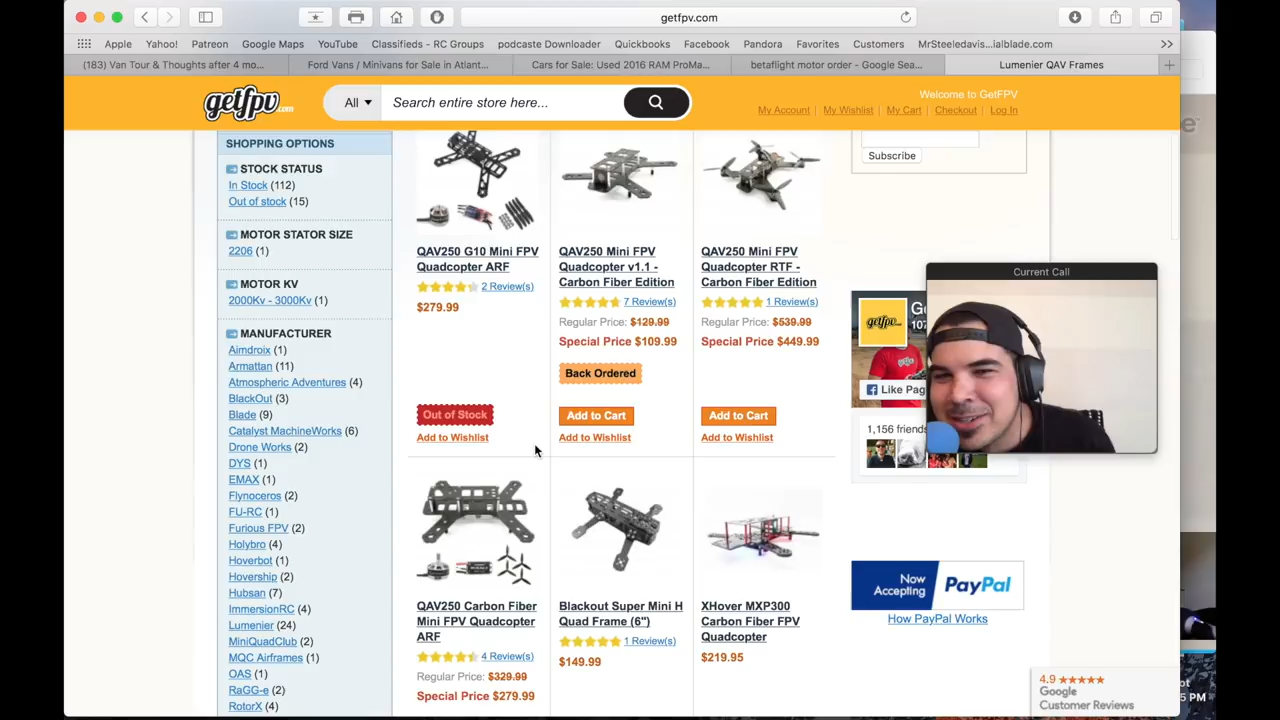 getfpv.com
Apple Yahoo! Patreon Google Maps YouTube Classifieds - RC Groups podcaste Downloader Quickbooks Facebook Pandora Favorites Customers MrSteeledavis...ialblade.com
(183) Van Tour & Thoughts after 4 mo...
Ford Vans / Minivans for Sale in Atlant...
Cars for Sale: Used 2016 RAM ProMa...
betaflight motor order - Google Sea...
Lumenier QAV Frames
getfpv.com
All
Search entire store here...
Welcome to GetFPV
My Account | My Wishlist | My Cart | Checkout | Log In
SHOPPING OPTIONS
STOCK STATUS
In Stock (112)
Out of stock (15)
MOTOR STATOR SIZE
2206 (1)
MOTOR KV
2000Kv - 3000Kv (1)
MANUFACTURER
Aimdroix (1)
Armattan (11)
Atmospheric Adventures (4)
BlackOut (3)
Blade (9)
Catalyst MachineWorks (6)
Drone Works (2)
DYS (1)
EMAX (1)
Flynoceros (2)
FU-RC (1)
Furious FPV (2)
Holybro (4)
Hoverbot (1)
Hovership (2)
Hubsan (7)
ImmersionRC (4)
Lumenier (24)
MiniQuadClub (2)
MQC Airframes (1)
OAS (1)
RaGG-e (2)
RotorX (4)
QAV250 G10 Mini FPV
Quadcopter ARF
2 Review(s)
$279.99
Out of Stock
Add to Wishlist
QAV250 Mini FPV
Quadcopter v1.1 -
Carbon Fiber Edition
7 Review(s)
Regular Price: $129.99
Special Price $109.99
Back Ordered
Add to Cart
Add to Wishlist
QAV250 Mini FPV
Quadcopter RTF -
Carbon Fiber Edition
1 Review(s)
Regular Price: $539.99
Special Price $449.99
Add to Cart
Add to Wishlist
QAV250 Carbon Fiber
Mini FPV Quadcopter
ARF
4 Review(s)
Regular Price: $329.99
Special Price $279.99
Blackout Super Mini H
Quad Frame (6")
1 Review(s)
$149.99
XHover MXP300
Carbon Fiber FPV
Quadcopter
$219.95
Subscribe
Current Call
getfpv
Like Pag
1,156 friends
Now
Accepting
PayPal
How PayPal Works
4.9
Google
Customer Reviews